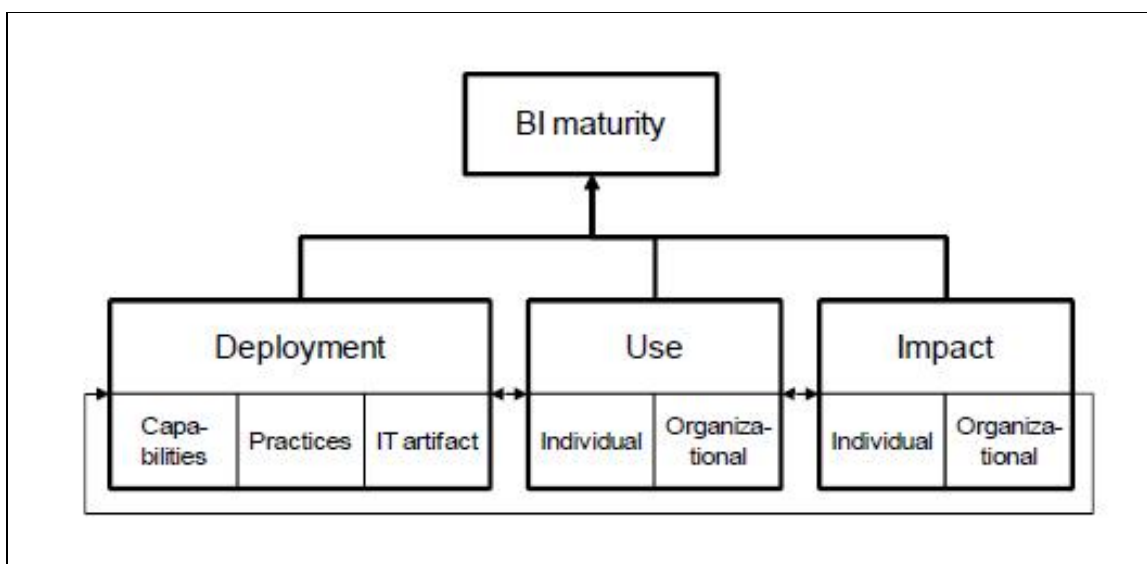 BI maturity
Deployment
Use
Impact
Capa-
bilities
Practices
IT artifact
Individual
Organiza-
tional
Individual
Organiza-
tional